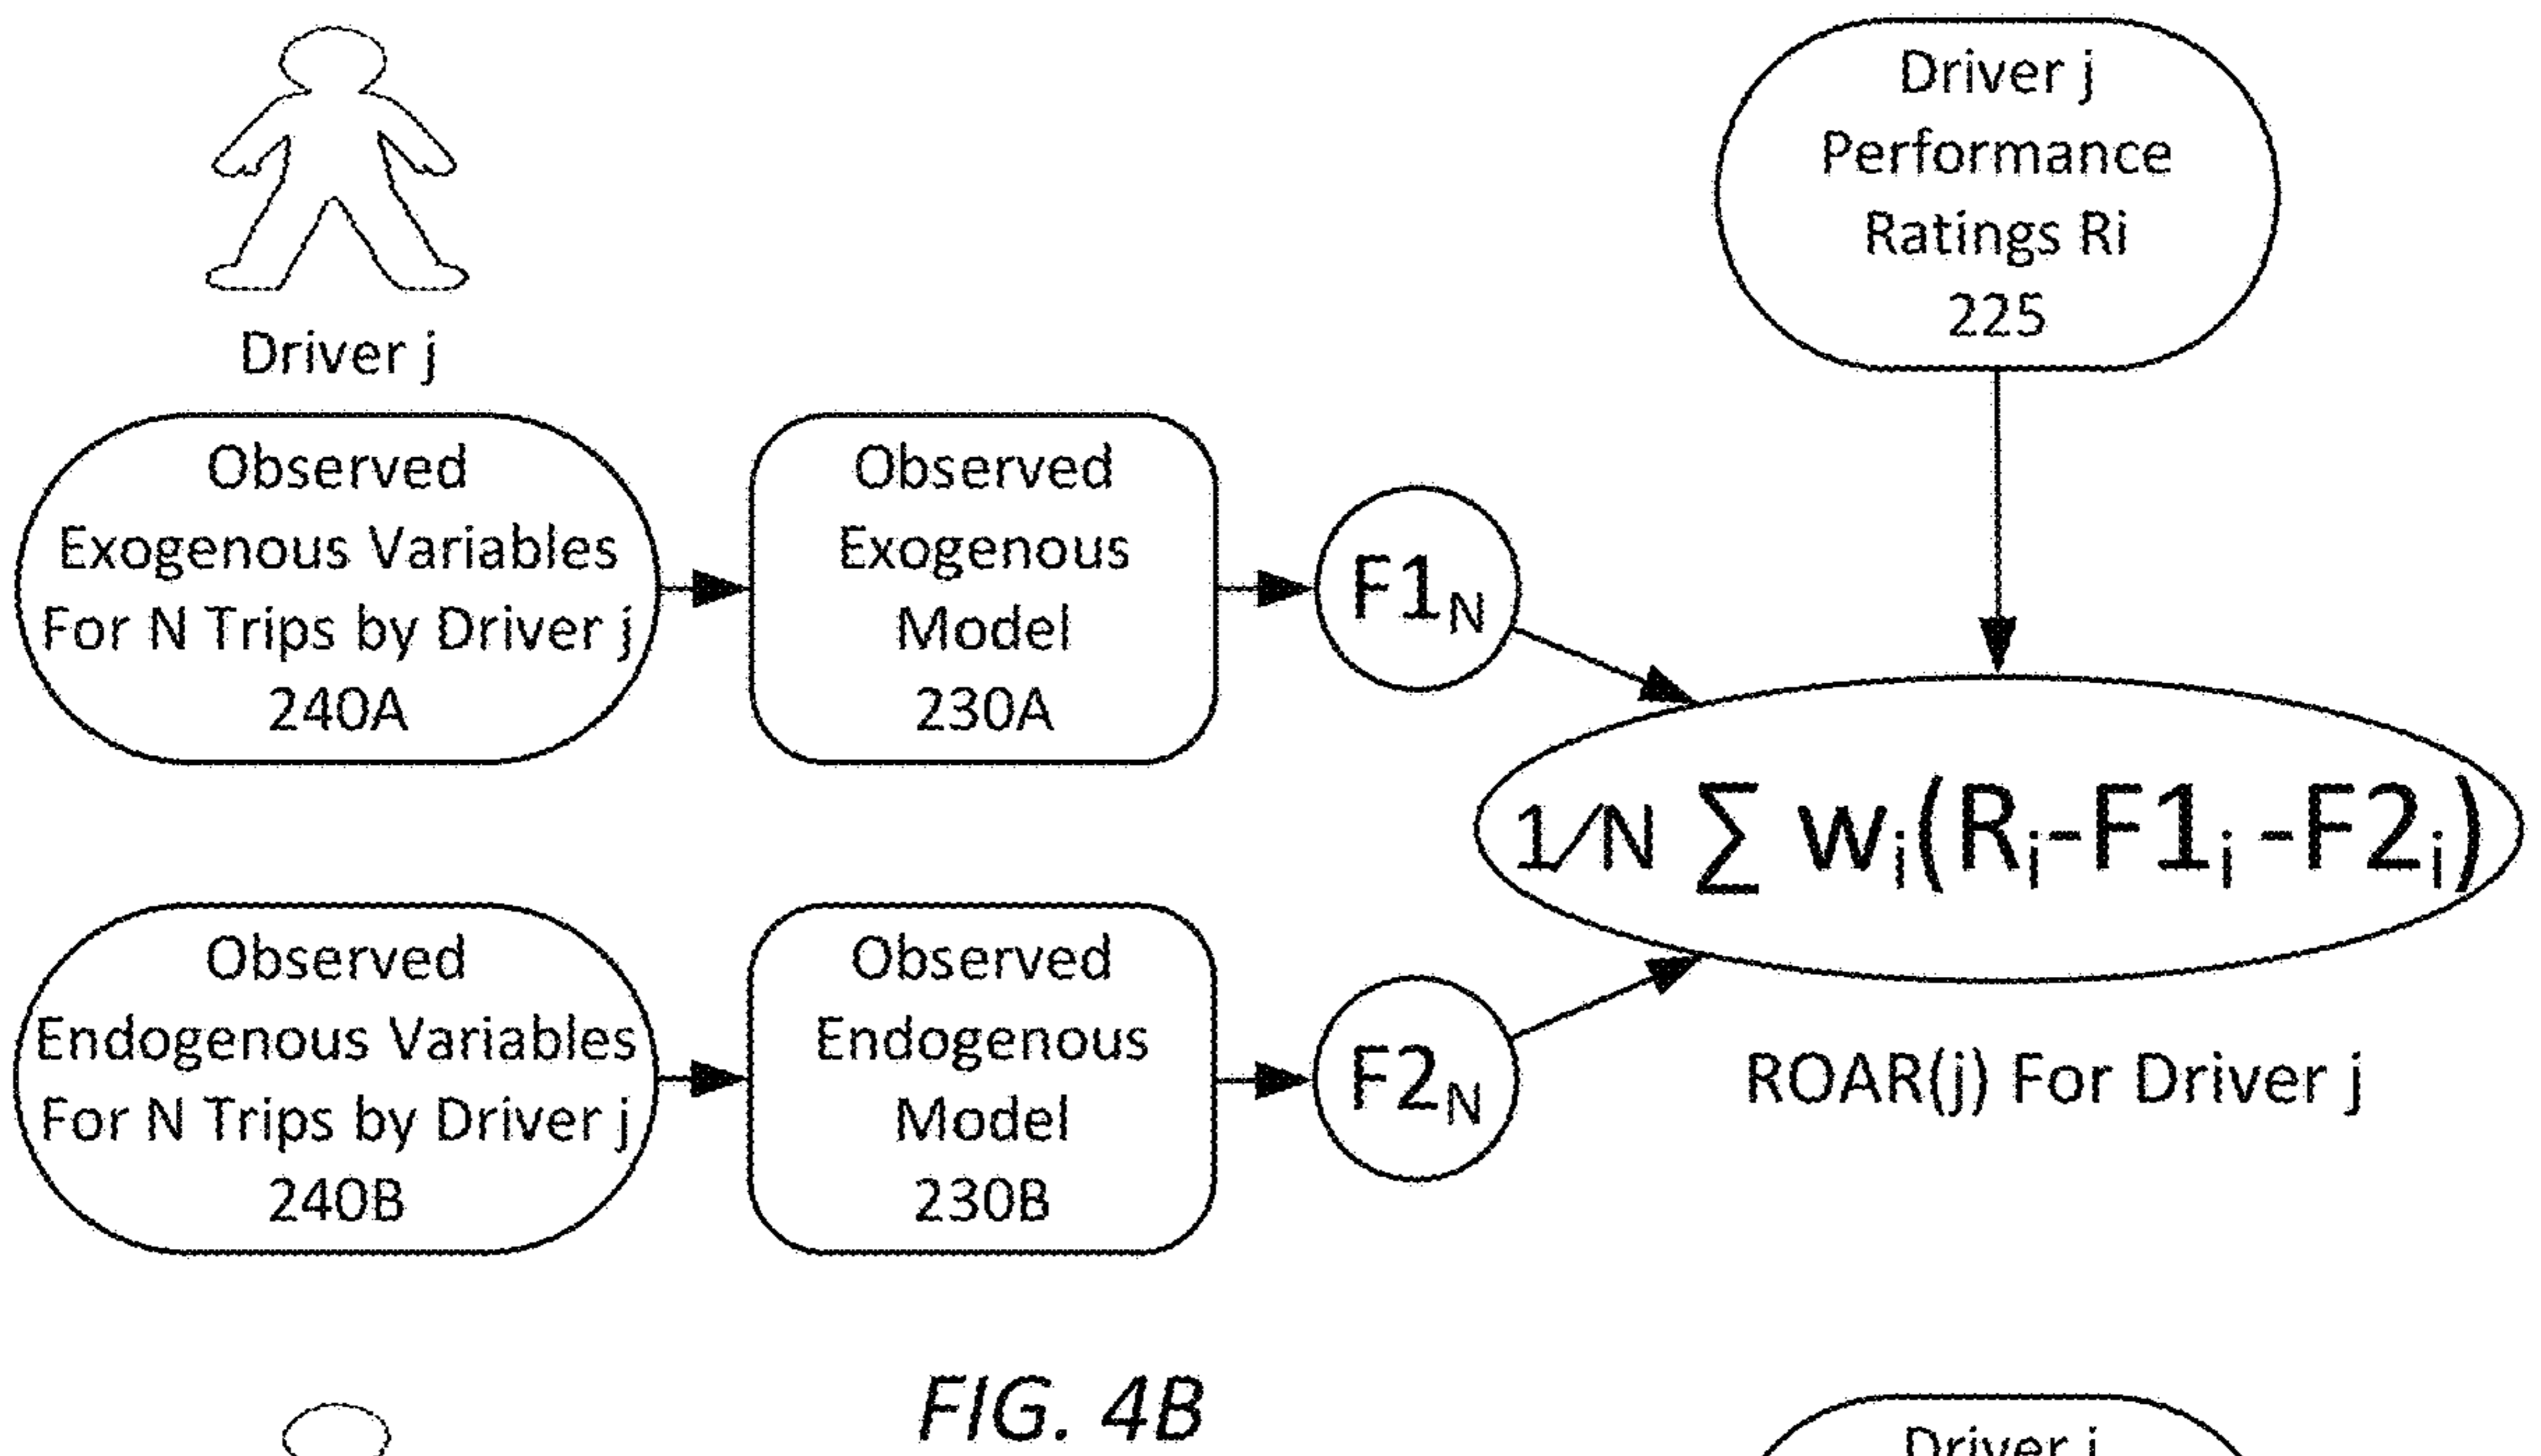 Driver j
Driver j
Performance
Ratings Ri
225
Observed
Exogenous Variables
For N Trips by Driver j
240A
Observed
Exogenous
Model
230A
F1N
1/N ∑ wi(Ri-F1i-F2i)
ROAR(j) For Driver j
Observed
Endogenous Variables
For N Trips by Driver j
240B
Observed
Endogenous
Model
230B
F2N
FIG. 4B
Driver j